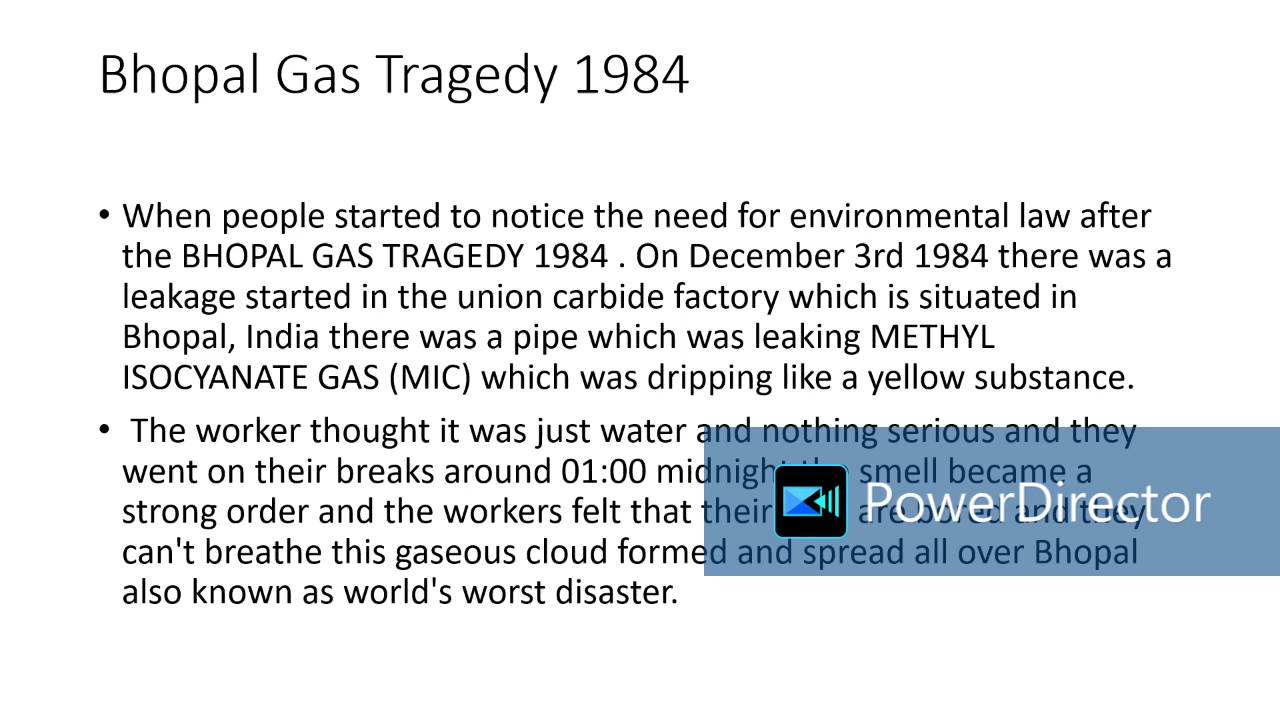 Bhopal Gas Tragedy 1984
• When people started to notice the need for environmental law after
the BHOPAL GAS TRAGEDY 1984 . On December 3rd 1984 there was a
leakage started in the union carbide factory which is situated in
Bhopal, India there was a pipe which was leaking METHYL
ISOCYANATE GAS (MIC) which was dripping like a yellow substance.
• The worker thought it was just water and nothing serious and they
went on their breaks around 01:00 midnight the smell became a
strong order and the workers felt that their are and they
can't breathe this gaseous cloud formed and spread all over Bhopal
also known as world's worst disaster.
PowerDirector